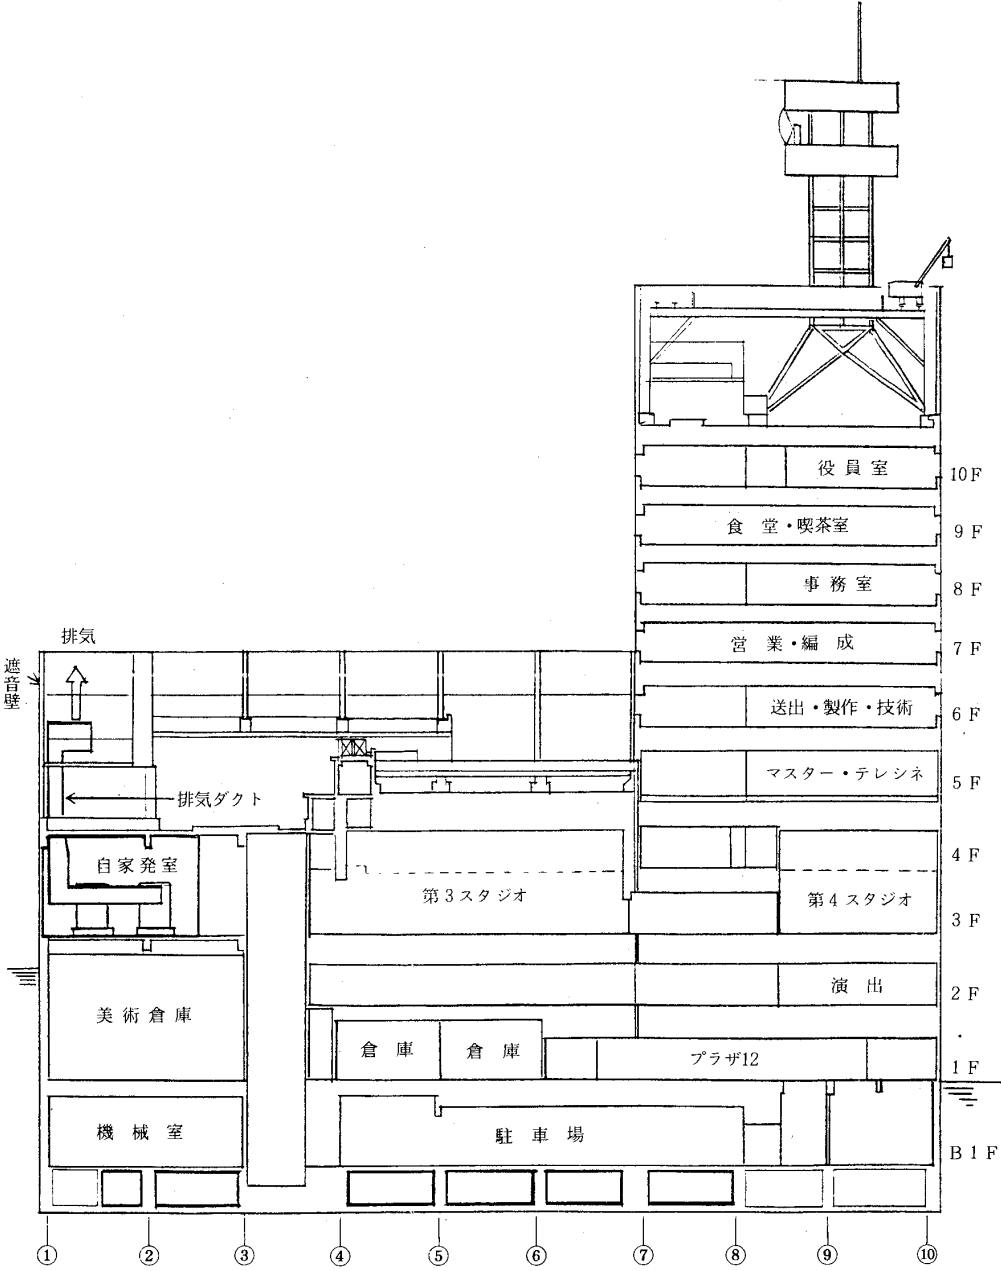 役員室
10F
食堂・喫茶室
9F
事務室
8F
排気
営業・編成
7F
遮音壁
送出・製作・技術
6F
マスター・テレシネ
5F
排気ダクト
自家発室
4F
第3スタジオ
第4スタジオ
3F
演出
2F
美術倉庫
倉庫
倉庫
プラザ12
1F
機械室
駐車場
B1F
① ② ③ ④ ⑤ ⑥ ⑦ ⑧ ⑨ ⑩